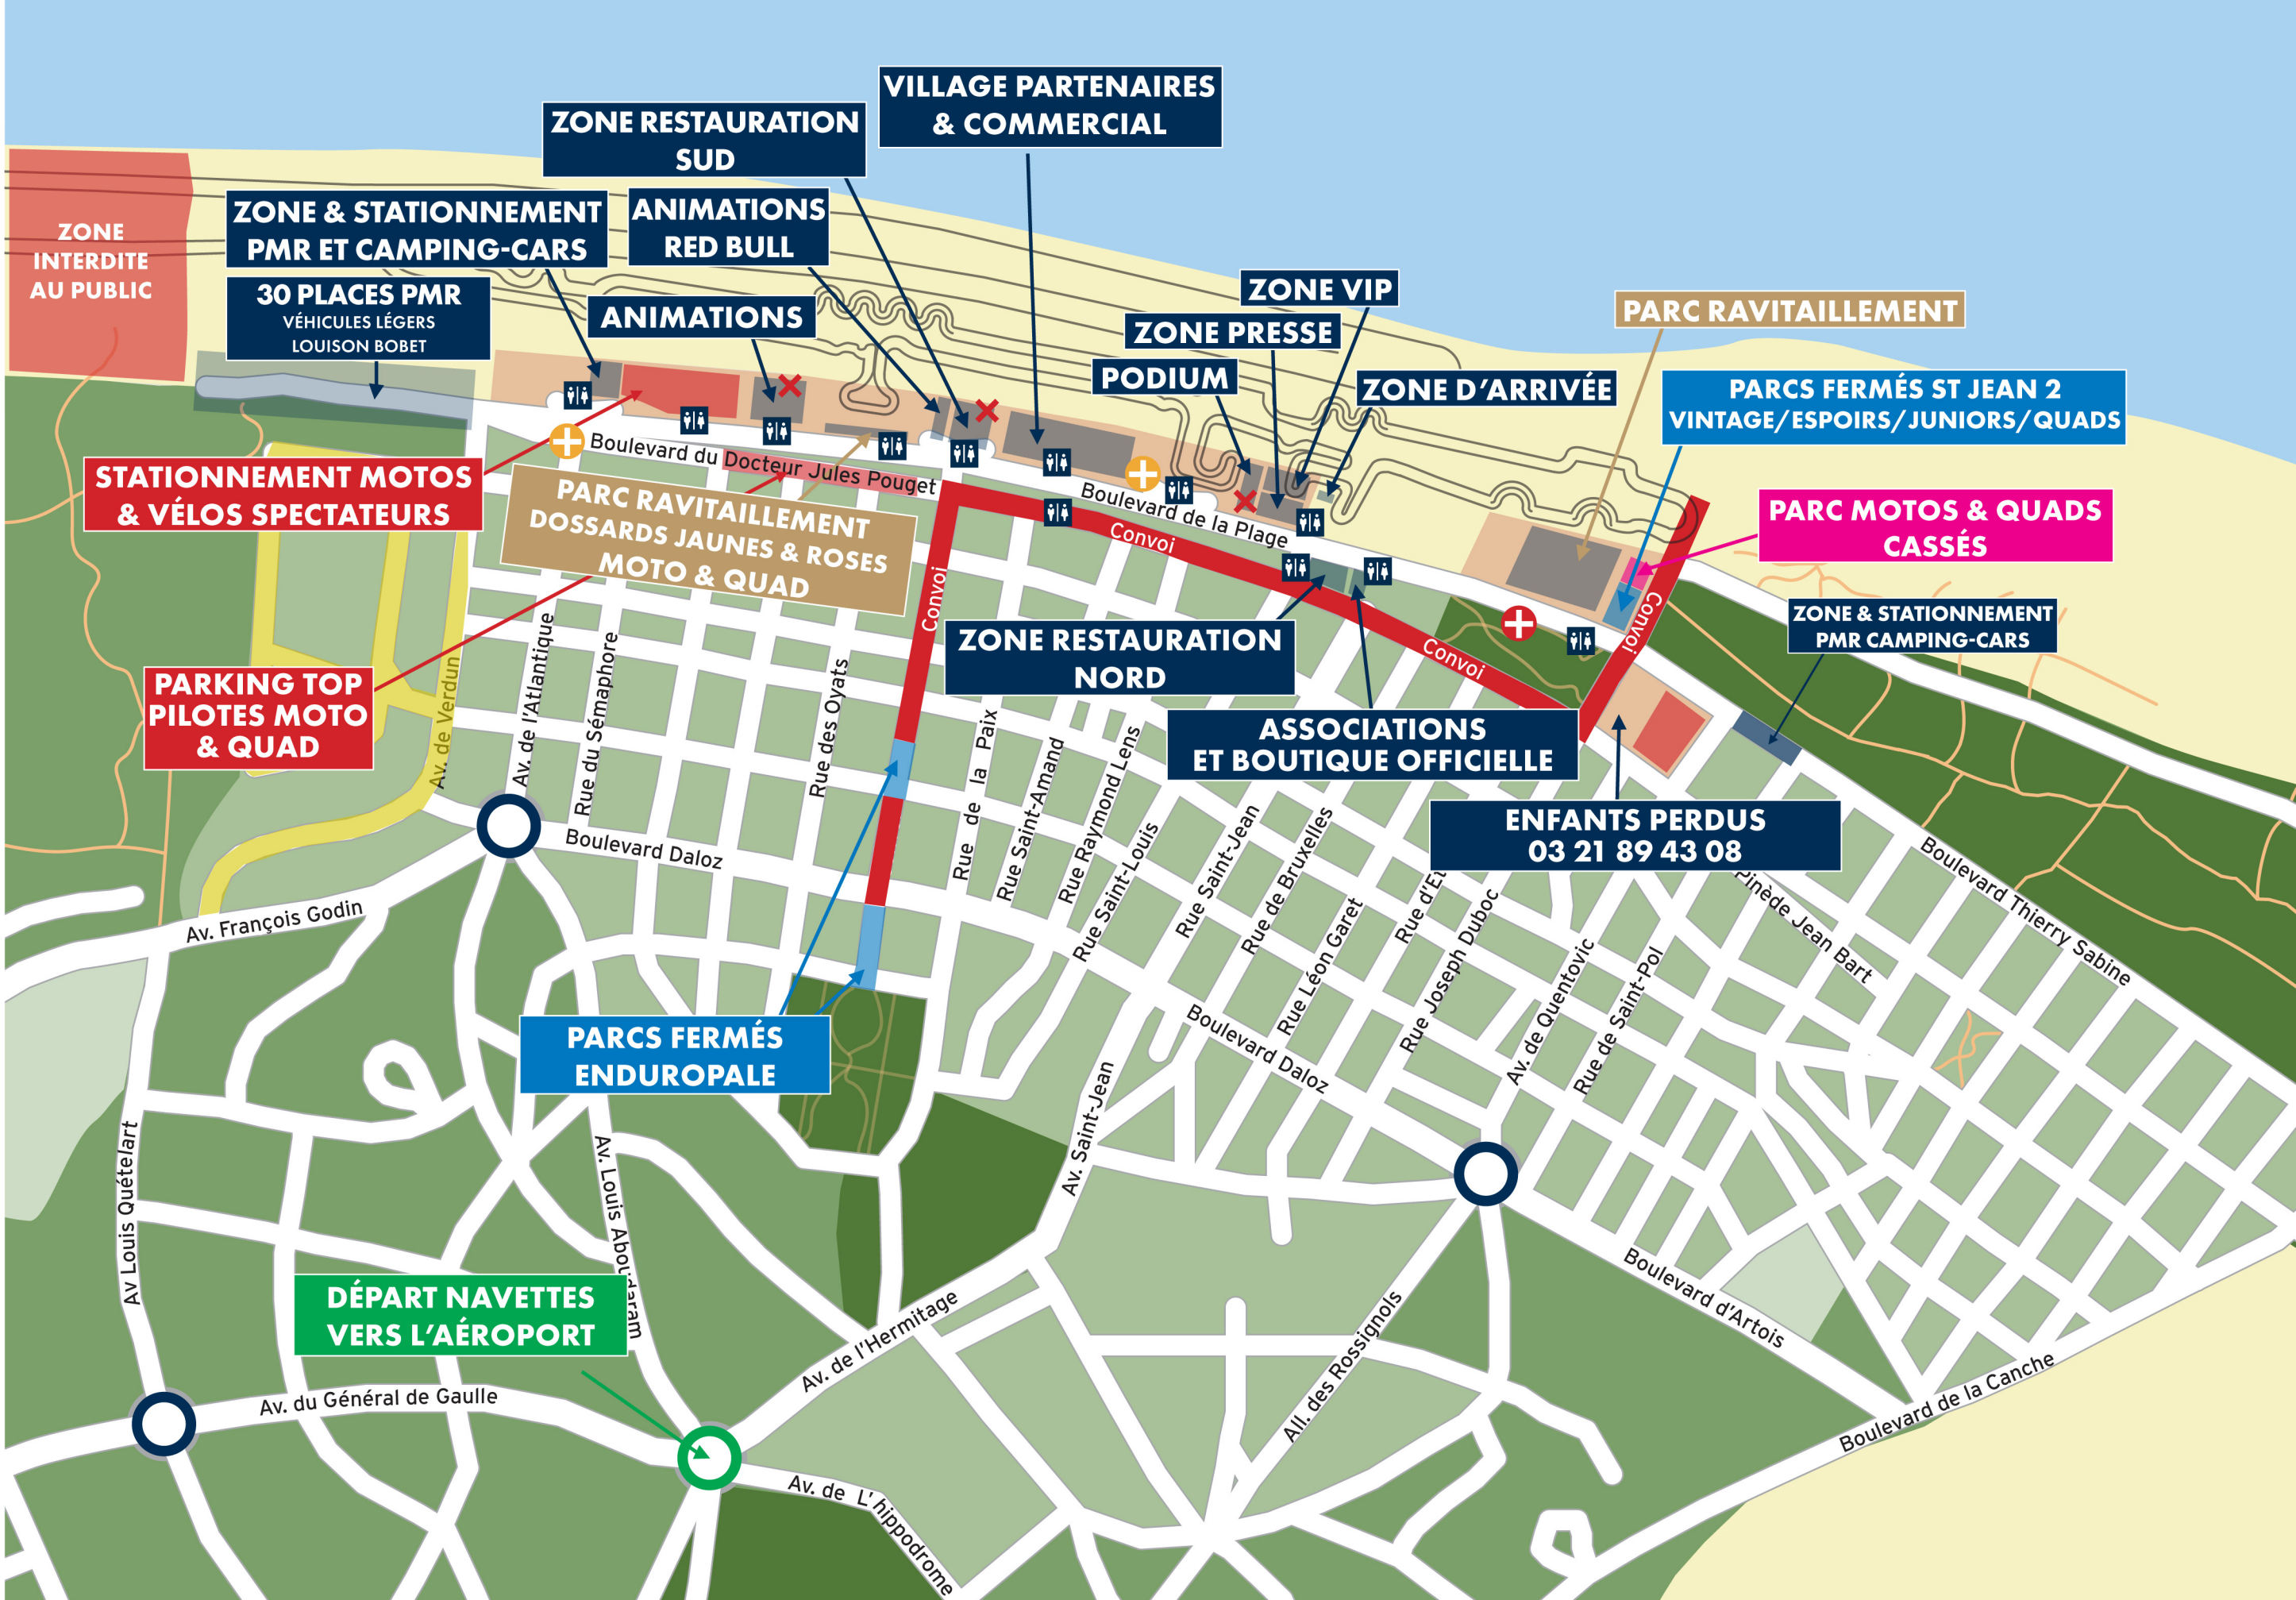 VILLAGE PARTENAIRES
& COMMERCIAL
ZONE RESTAURATION
SUD
ZONE
INTERDITE
AU PUBLIC
ZONE & STATIONNEMENT
PMR ET CAMPING-CARS
ANIMATIONS
RED BULL
30 PLACES PMR
VÉHICULES LÉGERS
LOUISON BOBET
ANIMATIONS
ZONE VIP
ZONE PRESSE
PODIUM
ZONE D'ARRIVÉE
PARC RAVITAILLEMENT
PARCS FERMÉS ST JEAN 2
VINTAGE/ESPOIRS/JUNIORS/QUADS
STATIONNEMENT MOTOS
& VÉLOS SPECTATEURS
Boulevard du Docteur Jules Pouget
PARC RAVITAILLEMENT
DOSSARDS JAUNES & ROSES
MOTO & QUAD
Boulevard de la Plage
Convoi
Convoi
Convoi
Convoi
PARC MOTOS & QUADS
CASSÉS
ZONE & STATIONNEMENT
PMR CAMPING-CARS
ZONE RESTAURATION
NORD
PARKING TOP
PILOTES MOTO
& QUAD
ASSOCIATIONS
ET BOUTIQUE OFFICIELLE
ENFANTS PERDUS
03 21 89 43 08
Av. de Verdun
Av. de l'Atlantique
Rue du Sémaphore
Rue des Oyats
Rue de la Paix
Rue Saint-Amand
Rue Raymond Lens
Rue Saint-Louis
Rue Saint-Jean
Rue de Bruxelles
Rue Léon Garet
Rue d'Et
Rue Joseph Duboc
Av. de Quentovic
Rue de Saint-Pol
Pinède Jean Bart
Boulevard Thierry Sabine
Boulevard Daloz
Av. François Godin
Boulevard Daloz
PARCS FERMÉS
ENDUROPALE
Av. Saint-Jean
Av Louis Quételart
Av. Louis Aboudaram
DÉPART NAVETTES
VERS L'AÉROPORT
Av. de l'Hermitage
Av. du Général de Gaulle
All. des Rossignols
Boulevard d'Artois
Boulevard de la Canche
Av. de L'hippodrome